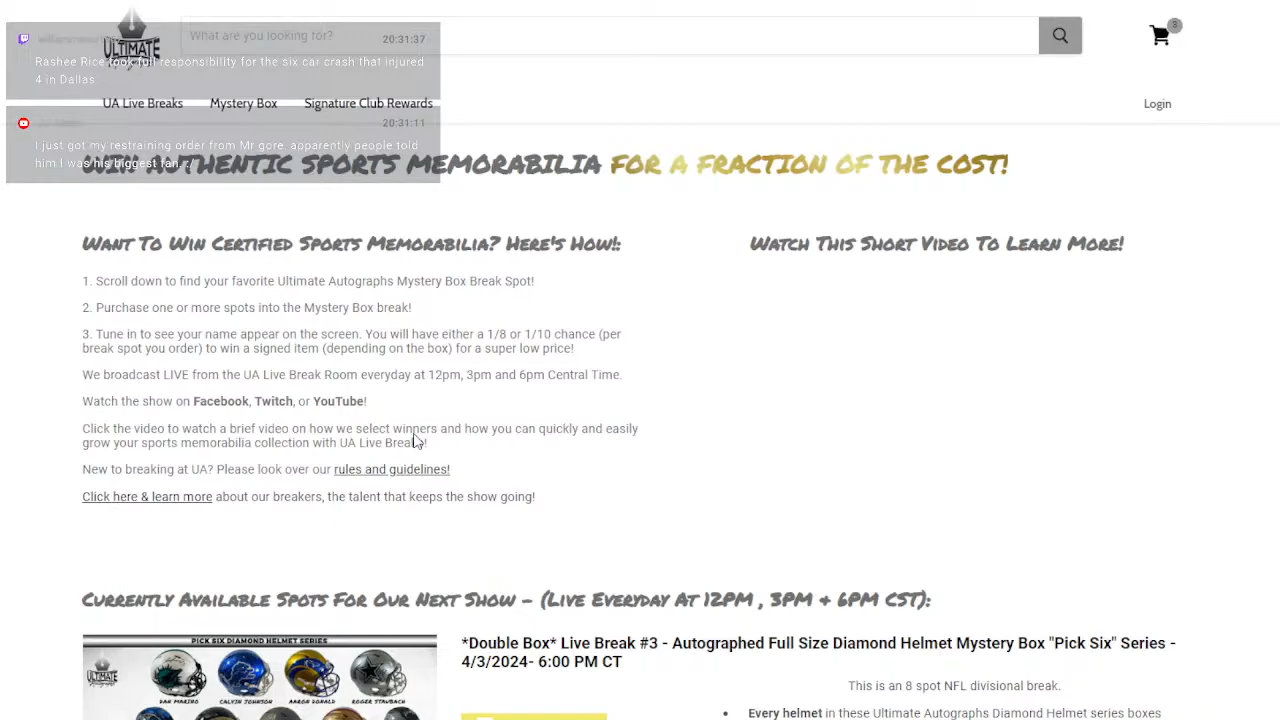 ULTIMATE
What are you looking for?
3
20:31:37
Rashee Rice took full responsibility for the six car crash that injured
4 in Dallas
UA Live Breaks
Mystery Box
Signature Club Rewards
Login
20:31:11
I just got my restraining order from Mr gore. apparently people told
him I was his biggest fan. :/
WIN AUTHENTIC SPORTS MEMORABILIA FOR A FRACTION OF THE COST!
Want To Win Certified Sports Memorabilia? Here's How!:
1. Scroll down to find your favorite Ultimate Autographs Mystery Box Break Spot!
2. Purchase one or more spots into the Mystery Box break!
3. Tune in to see your name appear on the screen. You will have either a 1/8 or 1/10 chance (per
break spot you order) to win a signed item (depending on the box) for a super low price!
We broadcast LIVE from the UA Live Break Room everyday at 12pm, 3pm and 6pm Central Time.
Watch the show on Facebook, Twitch, or YouTube!
Click the video to watch a brief video on how we select winners and how you can quickly and easily
grow your sports memorabilia collection with UA Live Breaks!
New to breaking at UA? Please look over our rules and guidelines!
Click here & learn more about our breakers, the talent that keeps the show going!
Watch This Short Video To Learn More!
Currently Available Spots For Our Next Show - (Live Everyday At 12PM , 3PM & 6PM CST):
PICK SIX DIAMOND HELMET SERIES
ULTIMATE
DAN MARINO
CALVIN JOHNSON
AARON DONALD
ROGER STAUBACH
*Double Box* Live Break #3 - Autographed Full Size Diamond Helmet Mystery Box "Pick Six" Series -
4/3/2024- 6:00 PM CT
This is an 8 spot NFL divisional break.
Every helmet in these Ultimate Autographs Diamond Helmet series boxes